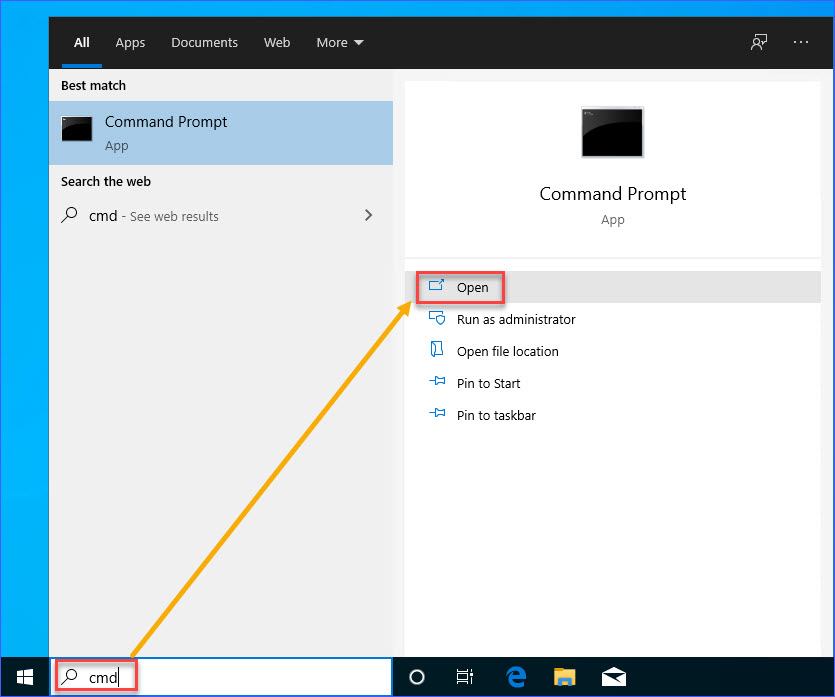 All Apps Documents Web More
Best match
Command Prompt
App
Search the web
cmd - See web results
Command Prompt
App
Open
Run as administrator
Open file location
Pin to Start
Pin to taskbar
cmd